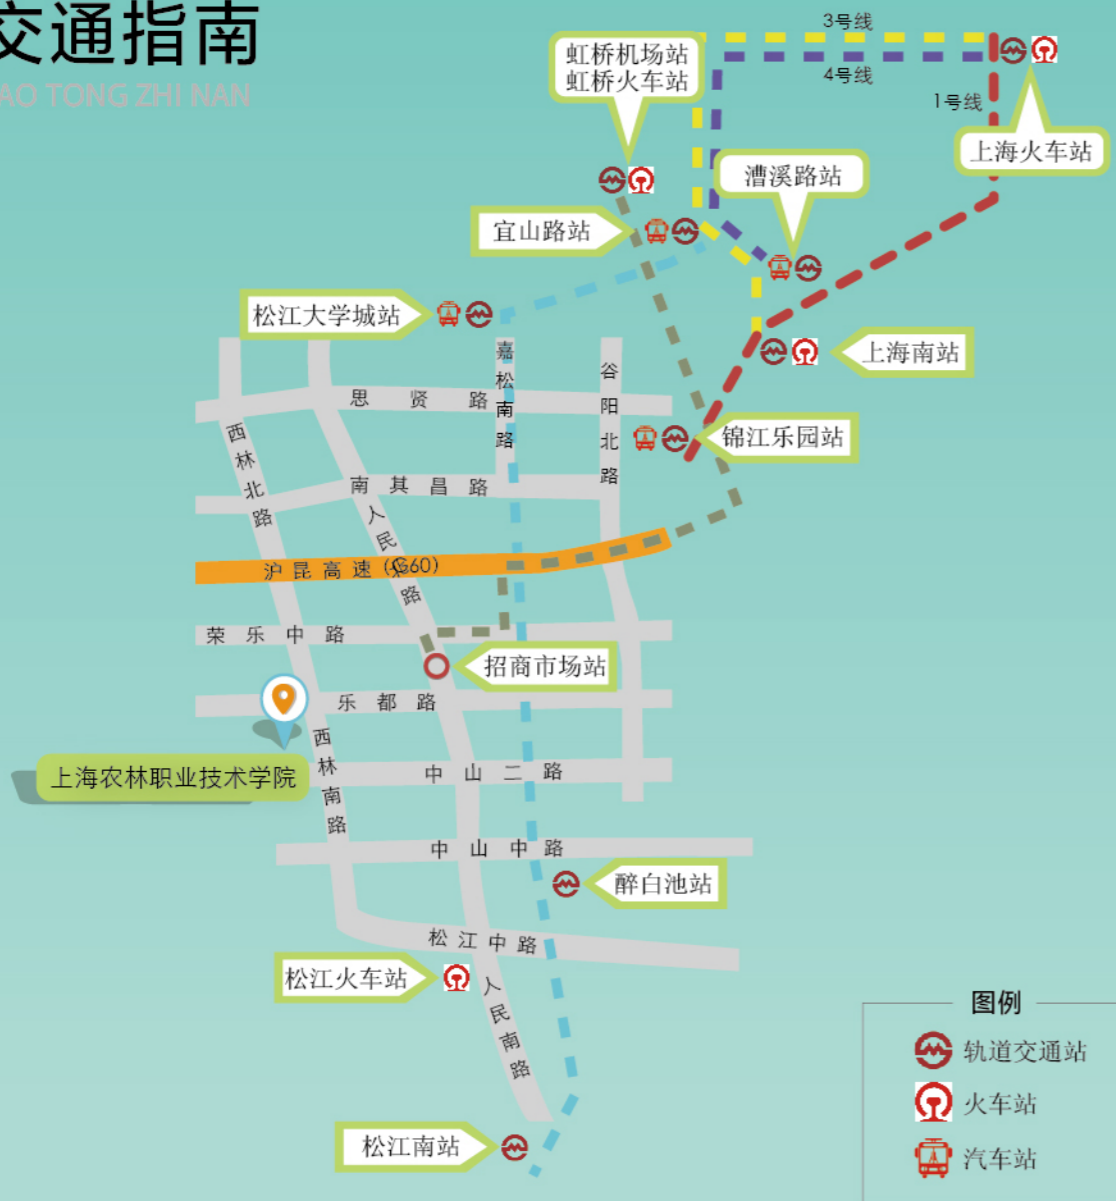 交通指南
AO TONG ZHI NAN
3号线
4号线
1号线
虹桥机场站
虹桥火车站
上海火车站
漕溪路站
宜山路站
松江大学城站
上海南站
锦江乐园站
思贤路
嘉松南路
谷阳北路
西林北路
南其昌路
人民北路
沪昆高速(G60)
荣乐中路
招商市场站
乐都路
西林南路
上海农林职业技术学院
中山二路
中山中路
醉白池站
松江中路
松江火车站
人民南路
松江南站
图例
轨道交通站
火车站
汽车站